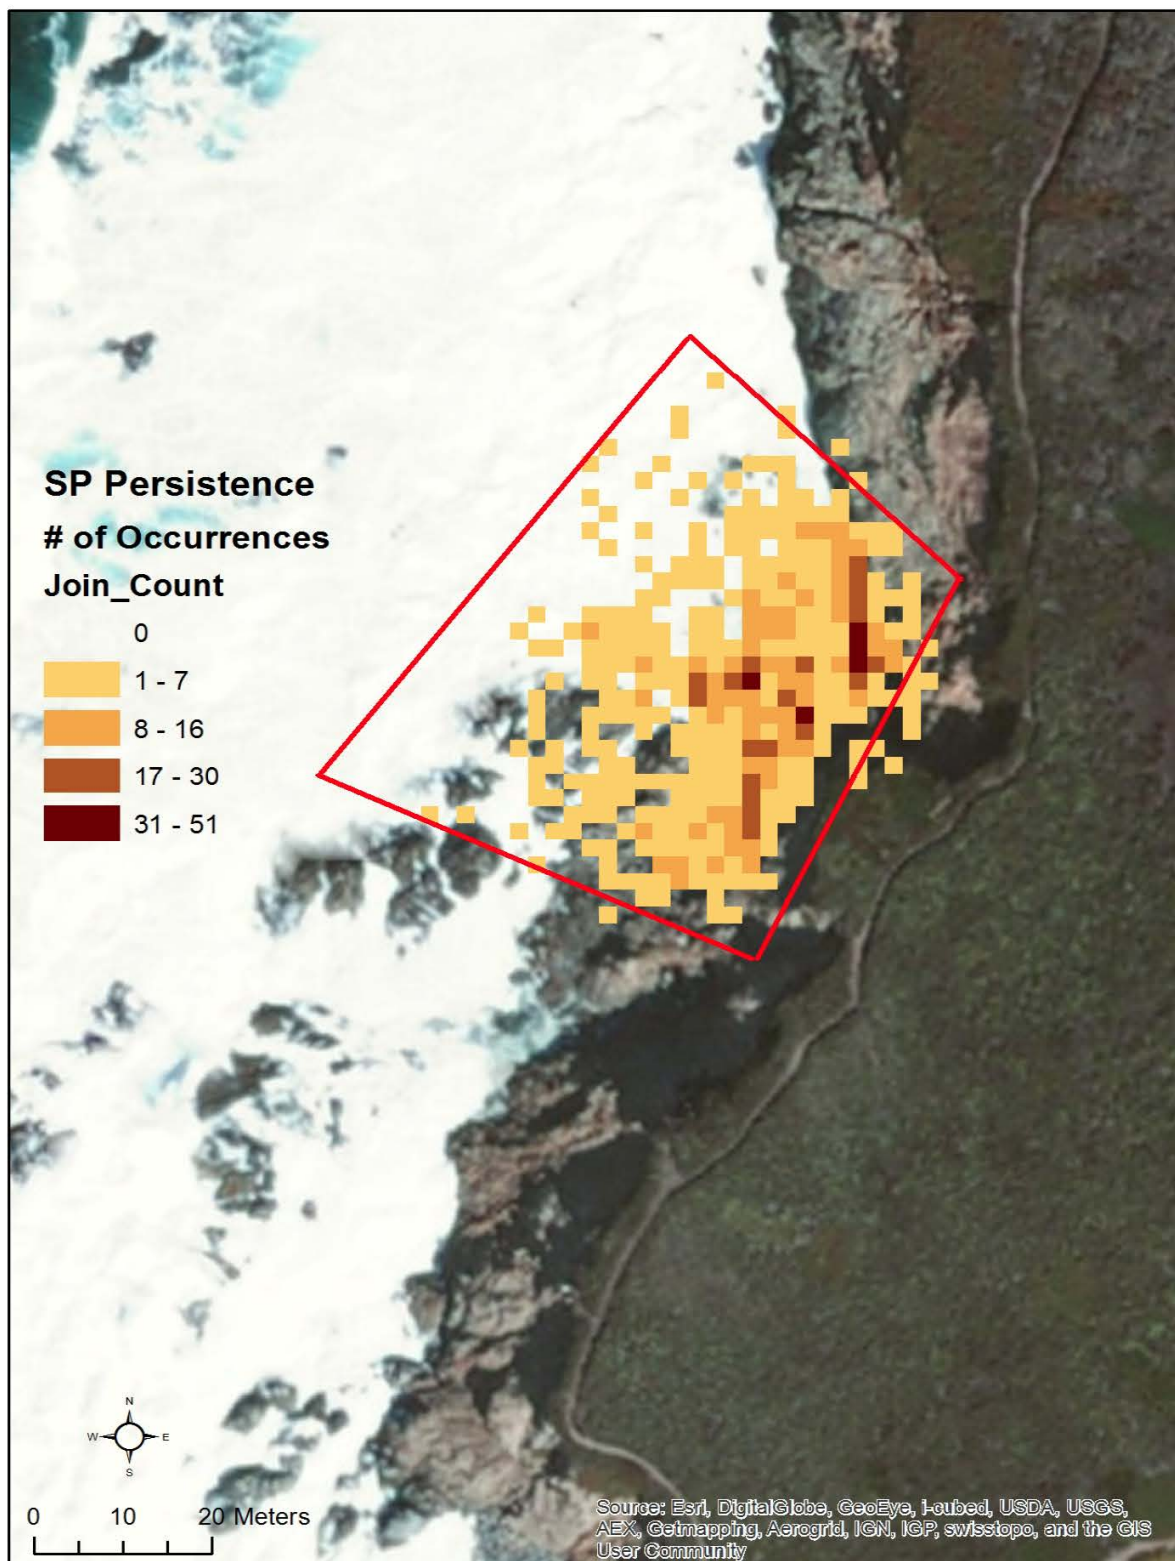 SP Persistence
# of Occurrences
Join_Count
0
1 - 7
8 - 16
17 - 30
31 - 51
N
W E
S
0 10 20 Meters
Source: Esri, DigitalGlobe, GeoEye, i-cubed, USDA, USGS,
AEX, Getmapping, Aerogrid, IGN, IGP, swisstopo, and the GIS
User Community